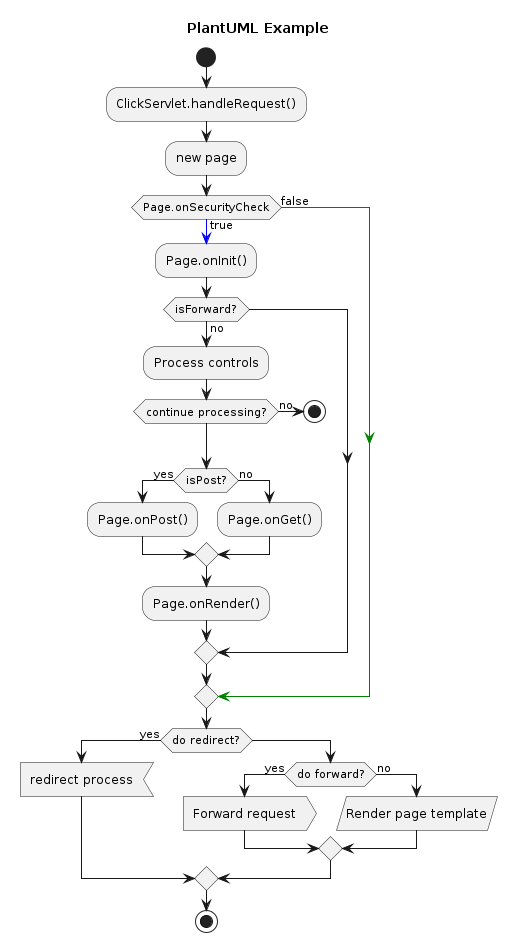 PlantUML Example
ClickServlet.handleRequest()
new page
Page.onSecurityCheck
false
true
Page.onInit()
isForward?
no
Process controls
continue processing?
no
isPost?
yes
no
Page.onPost()
Page.onGet()
Page.onRender()
do redirect?
yes
redirect process
do forward?
yes
no
Forward request
Render page template